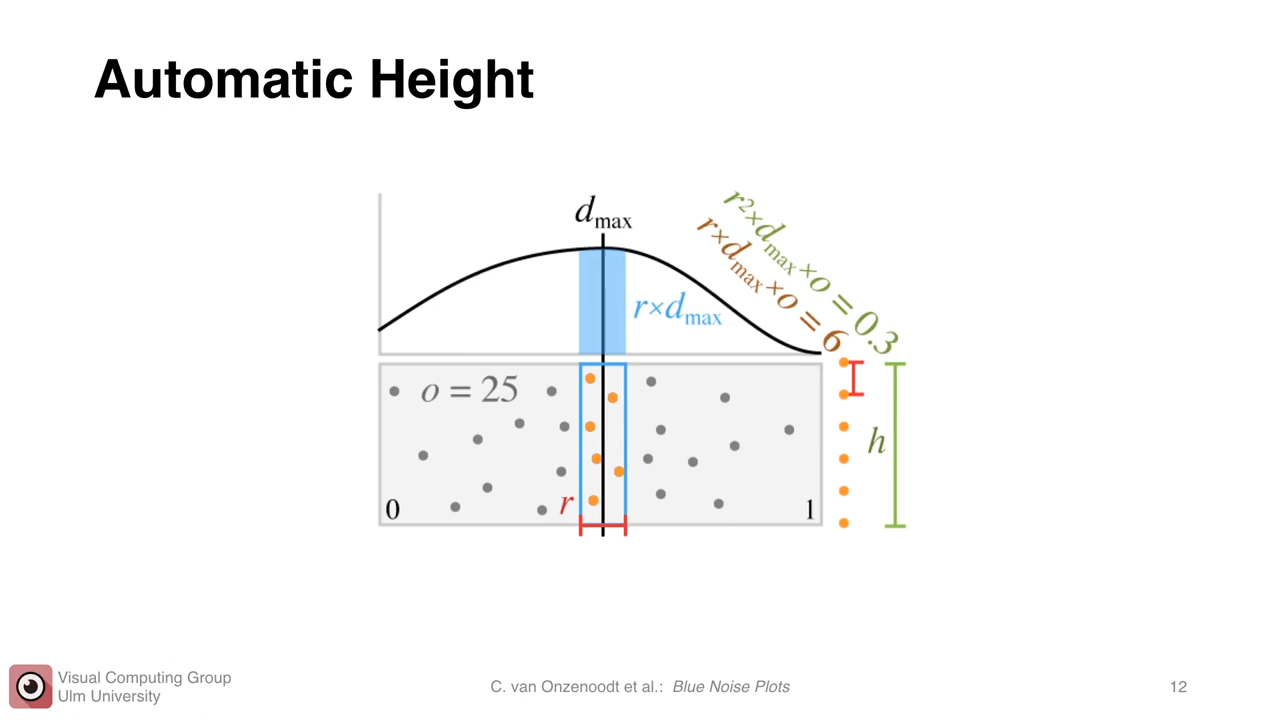 Automatic Height
d_max
r²×d_max×o = 0.3
r×d_max×o = 6
r×d_max
o = 25
h
r
0
1
Visual Computing Group
Ulm University
C. van Onzenoodt et al.: Blue Noise Plots
12